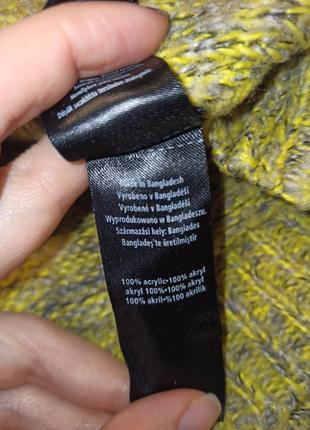 Made in Bangladesh
Vyrobeno v Bangladéši
Vyrobené v Bangladéši
Wyprodukowano w Bangladeszu.
Származási hely: Banglades
Bangladeş'te üretilmiştir
100% acrylic•100% akryl
akryl 100%•100% akryl
100% akril•%100 akrilik